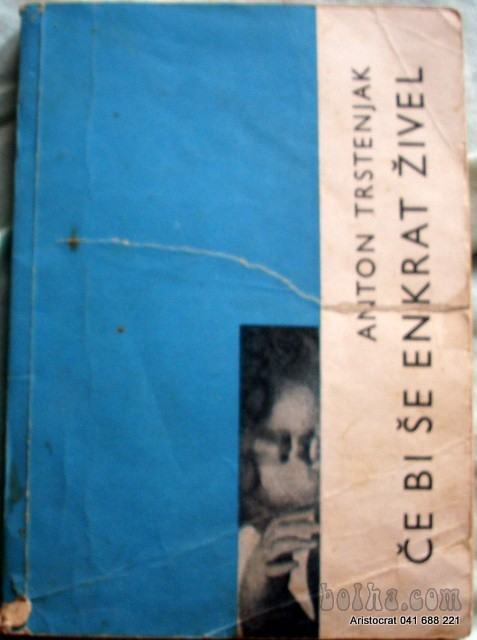 ANTON TRSTENJAK
ČE BI ŠE ENKRAT ŽIVEL
bolha.com
Aristocrat 041 688 221